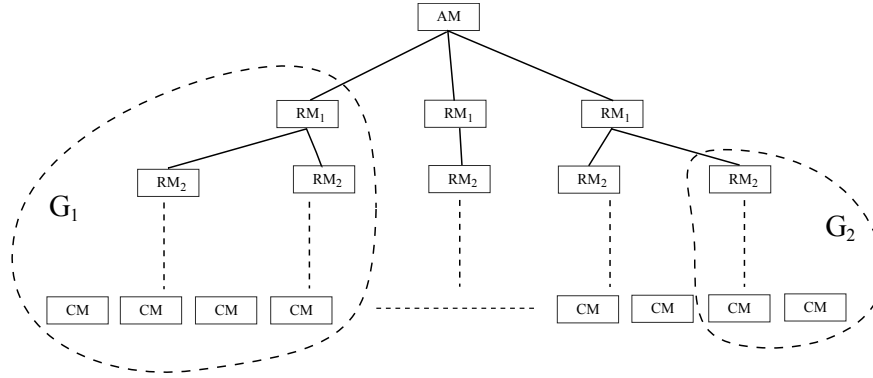 AM
RM₁ RM₁ RM₁
RM₂ RM₂ RM₂ RM₂ RM₂
G₁ G₂
CM CM CM CM CM CM CM CM